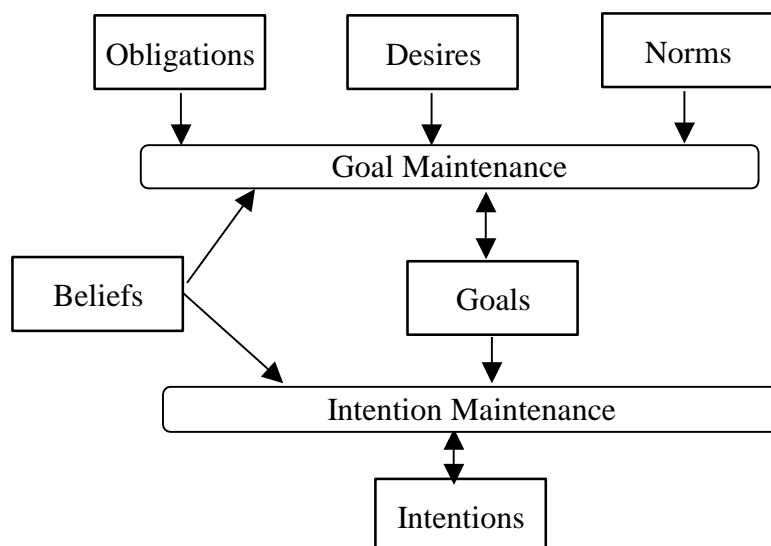 Obligations
Desires
Norms
Goal Maintenance
Beliefs
Goals
Intention Maintenance
Intentions